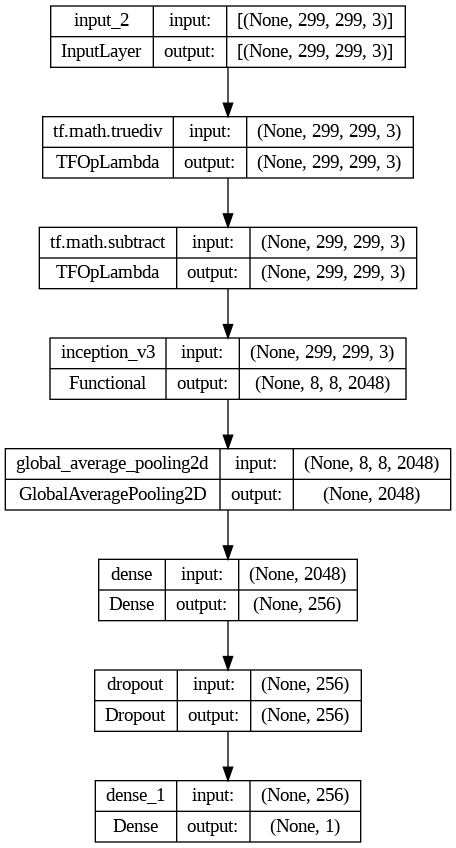 input_2 input: [(None, 299, 299, 3)]
InputLayer output: [(None, 299, 299, 3)]
tf.math.truediv input: (None, 299, 299, 3)
TFOpLambda output: (None, 299, 299, 3)
tf.math.subtract input: (None, 299, 299, 3)
TFOpLambda output: (None, 299, 299, 3)
inception_v3 input: (None, 299, 299, 3)
Functional output: (None, 8, 8, 2048)
global_average_pooling2d input: (None, 8, 8, 2048)
GlobalAveragePooling2D output: (None, 2048)
dense input: (None, 2048)
Dense output: (None, 256)
dropout input: (None, 256)
Dropout output: (None, 256)
dense_1 input: (None, 256)
Dense output: (None, 1)